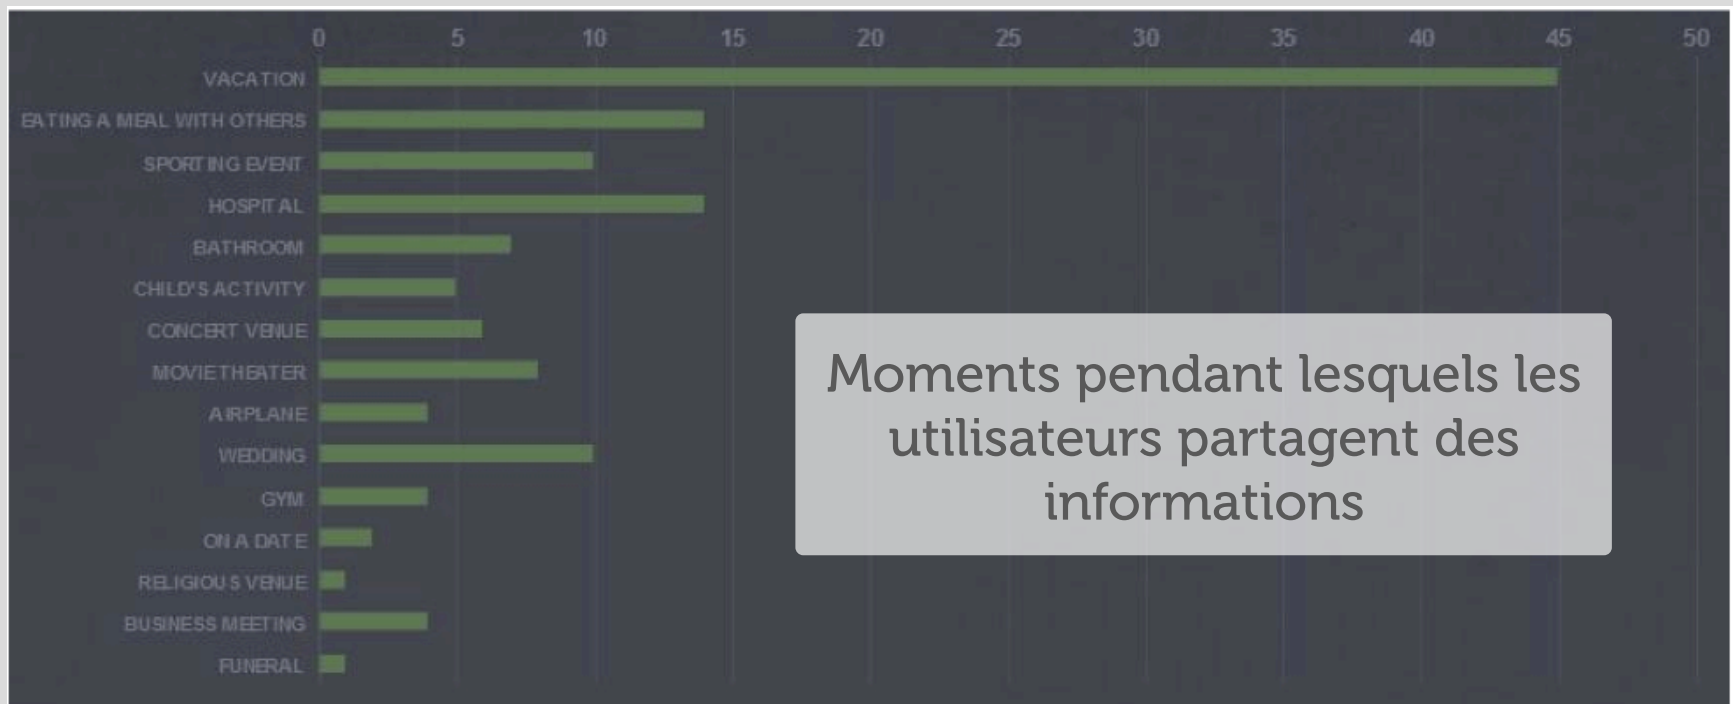 0 5 10 15 20 25 30 35 40 45 50
VACATION
EATING A MEAL WITH OTHERS
SPORTING EVENT
HOSPITAL
BATHROOM
CHILD'S ACTIVITY
CONCERT VENUE
MOVIE THEATER
AIRPLANE
WEDDING
GYM
ON A DATE
RELIGIOUS VENUE
BUSINESS MEETING
FUNERAL
Moments pendant lesquels les
utilisateurs partagent des
informations